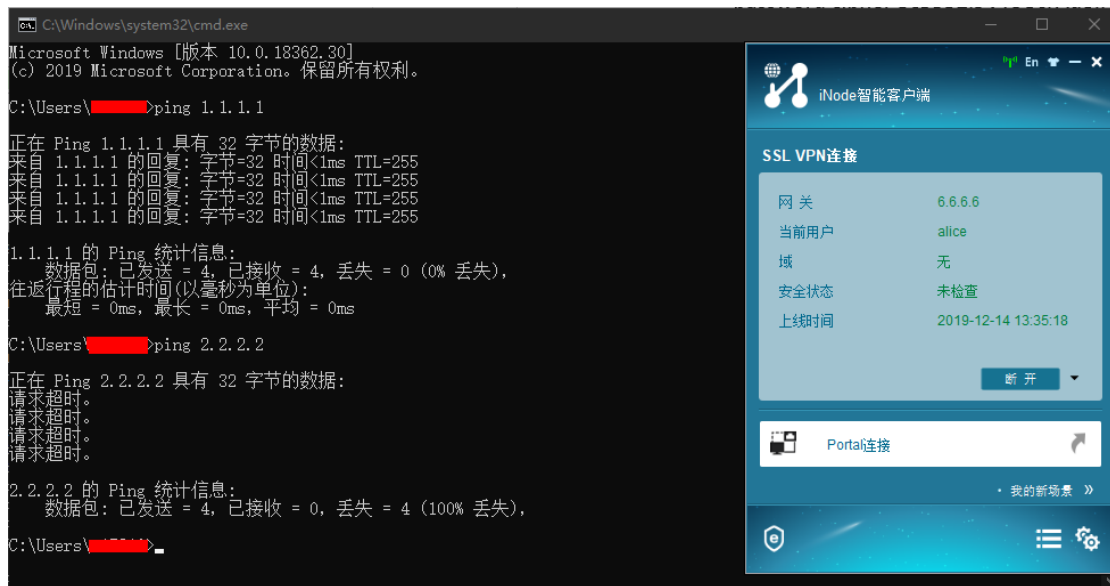 C:\Windows\system32\cmd.exe
Microsoft Windows [版本 10.0.18362.30]
(c) 2019 Microsoft Corporation。保留所有权利。
C:\Users\ >ping 1.1.1.1
正在 Ping 1.1.1.1 具有 32 字节的数据:
来自 1.1.1.1 的回复: 字节=32 时间<1ms TTL=255
来自 1.1.1.1 的回复: 字节=32 时间<1ms TTL=255
来自 1.1.1.1 的回复: 字节=32 时间<1ms TTL=255
来自 1.1.1.1 的回复: 字节=32 时间<1ms TTL=255
1.1.1.1 的 Ping 统计信息:
数据包: 已发送 = 4, 已接收 = 4, 丢失 = 0 (0% 丢失),
往返行程的估计时间(以毫秒为单位):
最短 = 0ms, 最长 = 0ms, 平均 = 0ms
C:\Users\ >ping 2.2.2.2
正在 Ping 2.2.2.2 具有 32 字节的数据:
请求超时。
请求超时。
请求超时。
请求超时。
2.2.2.2 的 Ping 统计信息:
数据包: 已发送 = 4, 已接收 = 0, 丢失 = 4 (100% 丢失),
C:\Users\ >
En
iNode智能客户端
SSL VPN连接
网 关 6.6.6.6
当前用户 alice
域 无
安全状态 未检查
上线时间 2019-12-14 13:35:18
断 开
Portal连接
· 我的新场景 »